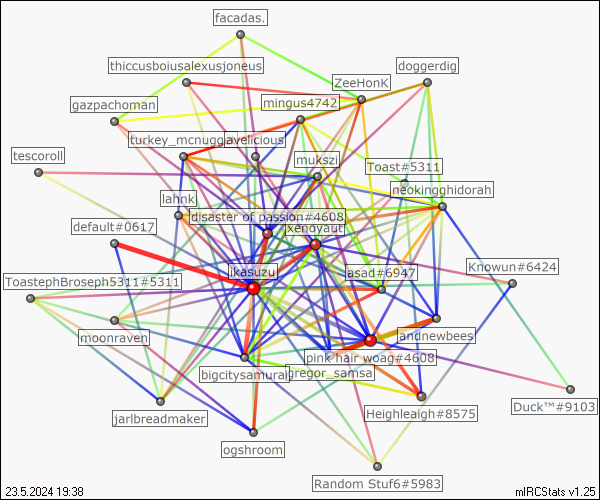 facadas.
thiccusboiusalexusjoneus
doggerdig
ZeeHonK
gazpachoman
mingus4742
turkey_mcnugg
avelicious
tescoroll
mukszi
Toast#5311
neokingghidorah
lahnk
disaster of passion#4608
default#0617
xenoyaut
ikasuzu
asad#6947
Knowun#6424
ToastephBroseph5311#5311
moonraven
andnewbees
pink hair woag#4608
bigcitysamurai
gregor_samsa
jarlbreadmaker
Heighleaigh#8575
Duck™#9103
ogshroom
Random Stuf6#5983
23.5.2024 19:38
mIRCStats v1.25